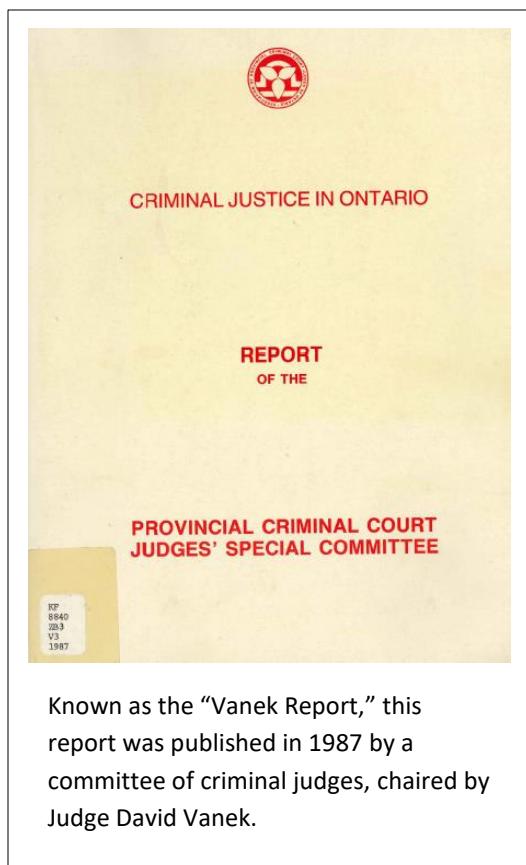 CRIMINAL JUSTICE IN ONTARIO
REPORT
OF THE
PROVINCIAL CRIMINAL COURT
JUDGES' SPECIAL COMMITTEE
KF
8840
ZB3
V3
1987
Known as the “Vanek Report,” this
report was published in 1987 by a
committee of criminal judges, chaired by
Judge David Vanek.